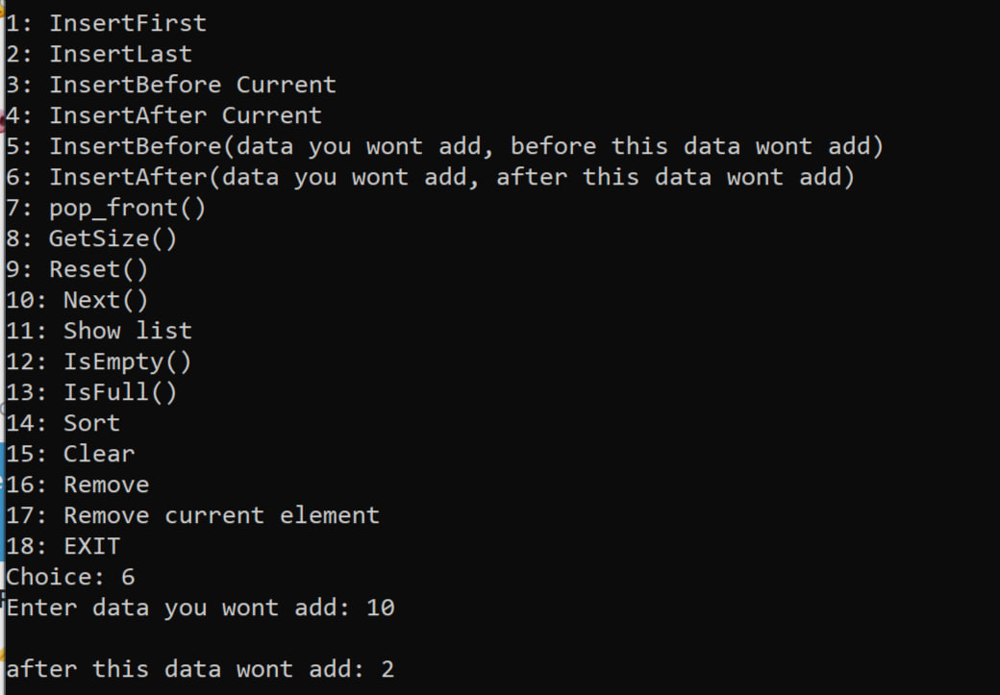 1: InsertFirst
2: InsertLast
3: InsertBefore Current
4: InsertAfter Current
5: InsertBefore(data you wont add, before this data wont add)
6: InsertAfter(data you wont add, after this data wont add)
7: pop_front()
8: GetSize()
9: Reset()
10: Next()
11: Show list
12: IsEmpty()
13: IsFull()
14: Sort
15: Clear
16: Remove
17: Remove current element
18: EXIT
Choice: 6
Enter data you wont add: 10
after this data wont add: 2